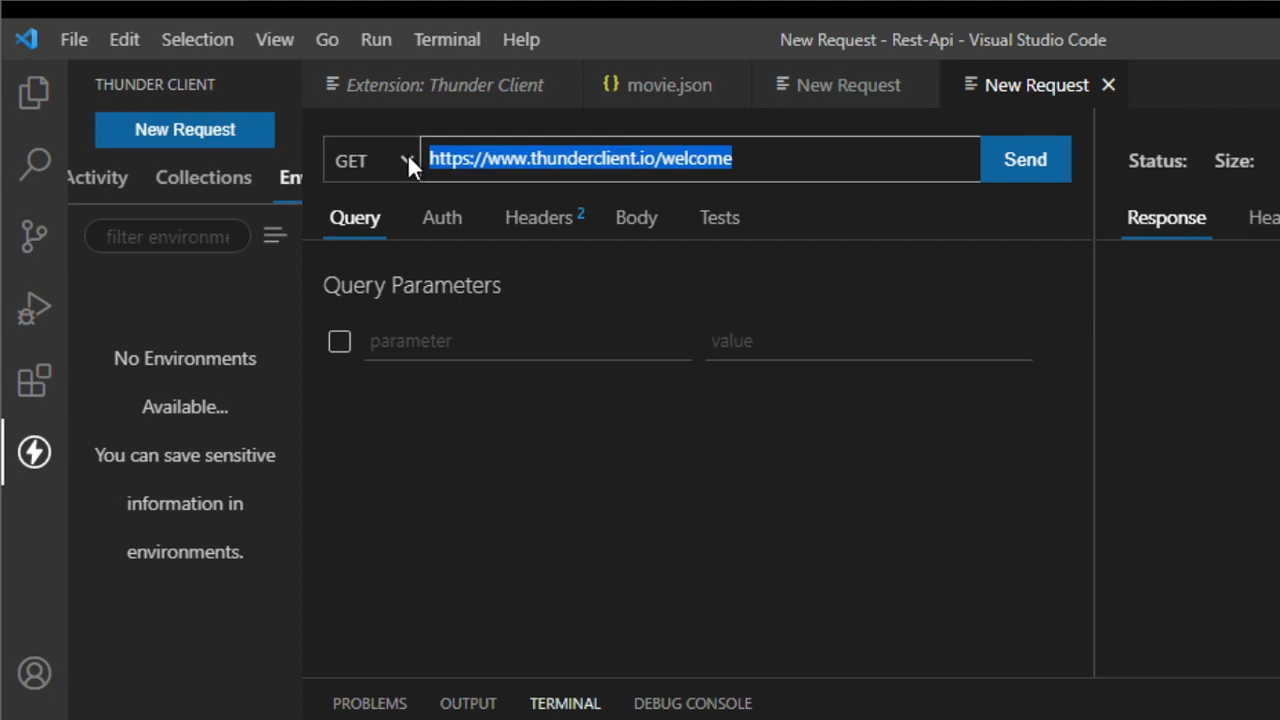 File Edit Selection View Go Run Terminal Help New Request - Rest-Api - Visual Studio Code
THUNDER CLIENT
New Request
Activity Collections En
filter environme
No Environments
Available...
You can save sensitive
information in
environments.
Extension: Thunder Client {} movie.json New Request New Request
GET https://www.thunderclient.io/welcome Send
Query Auth Headers 2 Body Tests
Query Parameters
parameter value
Status: Size:
Response Hea
PROBLEMS OUTPUT TERMINAL DEBUG CONSOLE